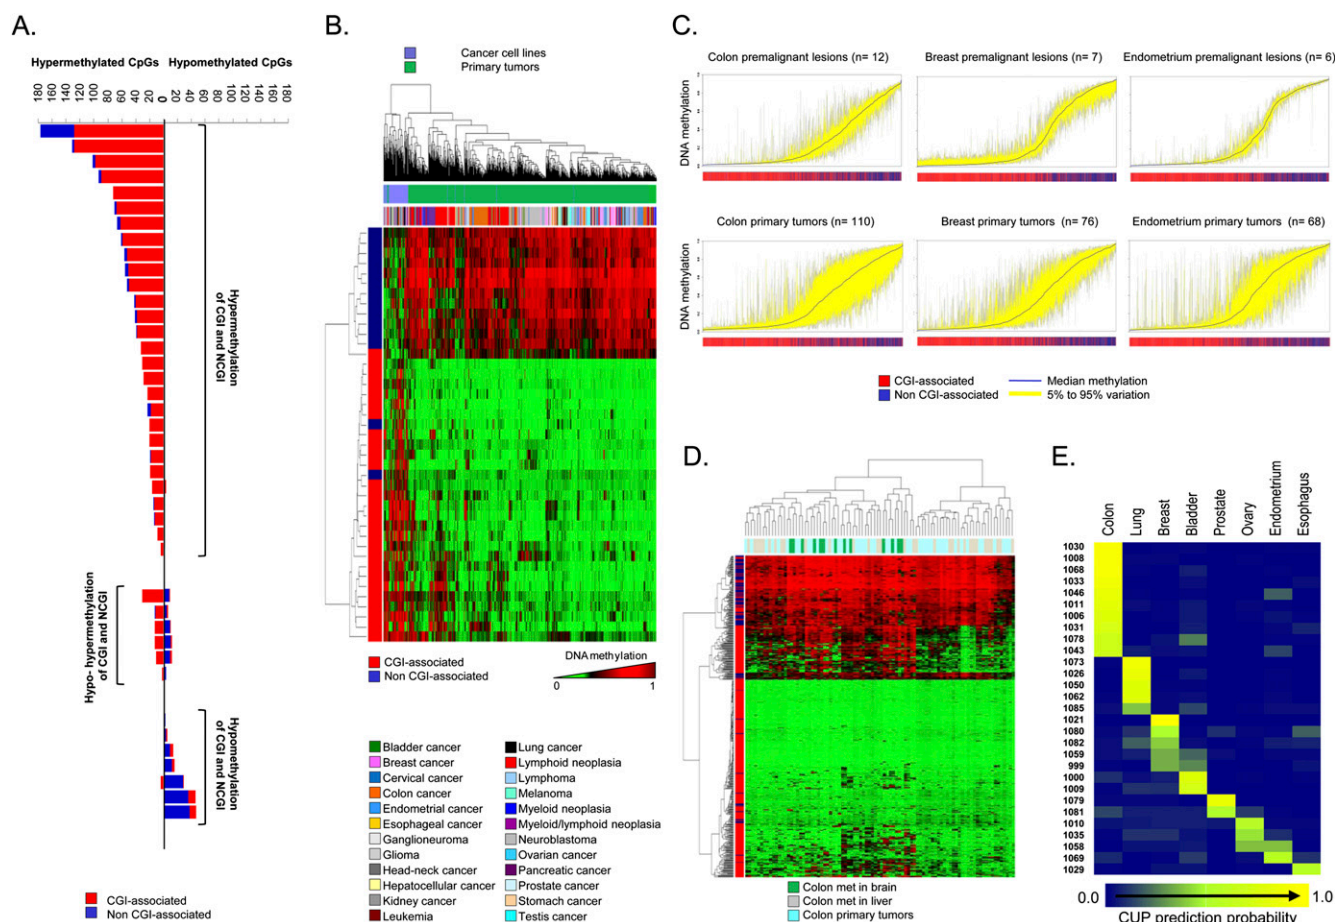 A.
Hypermethylated CpGs
Hypomethylated CpGs
180
160
140
120
100
80
60
40
20
0
20
40
60
80
100
120
140
160
180
Hypermethylation
of CGI and NCGI
Hypo- hypermethylation
of CGI and NCGI
Hypomethylation
of CGI and NCGI
CGI-associated
Non CGI-associated
B.
Cancer cell lines
Primary tumors
CGI-associated
Non CGI-associated
DNA methylation
0
1
Bladder cancer
Breast cancer
Cervical cancer
Colon cancer
Endometrial cancer
Esophageal cancer
Ganglioneuroma
Glioma
Head-neck cancer
Hepatocellular cancer
Kidney cancer
Leukemia
Lung cancer
Lymphoid neoplasia
Lymphoma
Melanoma
Myeloid neoplasia
Myeloid/lymphoid neoplasia
Neuroblastoma
Ovarian cancer
Pancreatic cancer
Prostate cancer
Stomach cancer
Testis cancer
C.
Colon premalignant lesions (n= 12)
Breast premalignant lesions (n= 7)
Endometrium premalignant lesions (n= 6)
DNA methylation
Colon primary tumors (n= 110)
Breast primary tumors (n= 76)
Endometrium primary tumors (n= 68)
DNA methylation
CGI-associated
Non CGI-associated
Median methylation
5% to 95% variation
D.
Colon met in brain
Colon met in liver
Colon primary tumors
E.
Colon
Lung
Breast
Bladder
Prostate
Ovary
Endometrium
Esophagus
1030
1008
1068
1033
1046
1011
1006
1031
1078
1043
1073
1026
1050
1062
1085
1021
1080
1082
1059
999
1000
1009
1079
1081
1010
1035
1058
1069
1029
0.0
1.0
CUP prediction probability